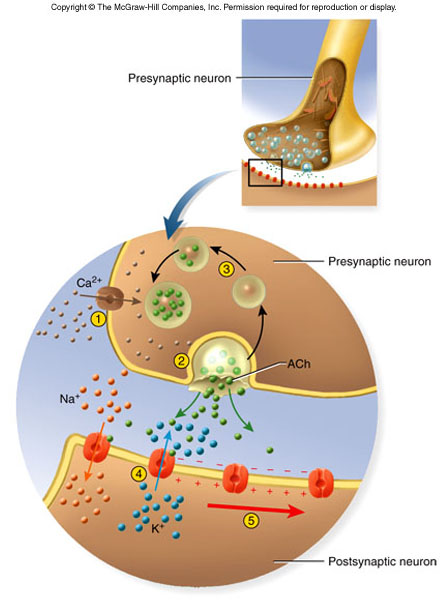 Copyright © The McGraw-Hill Companies, Inc. Permission required for reproduction or display.
Presynaptic neuron
3
Presynaptic neuron
Ca2+
1
2
ACh
Na+
4
K+
5
Postsynaptic neuron